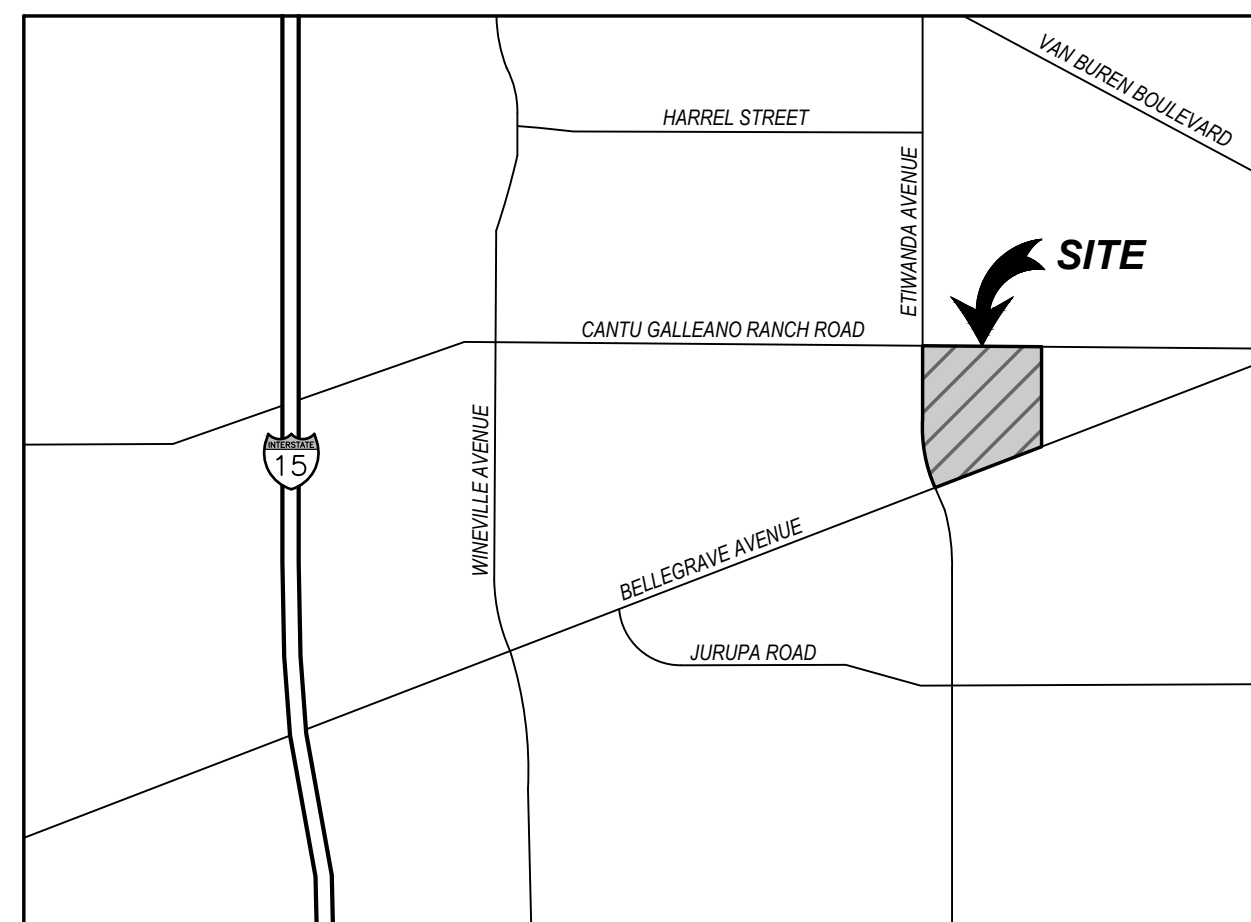 VAN BUREN BOULEVARD
HARREL STREET
ETIWANDA AVENUE
SITE
CANTU GALLEANO RANCH ROAD
INTERSTATE
15
WINEVILLE AVENUE
BELLEGRAVE AVENUE
JURUPA ROAD